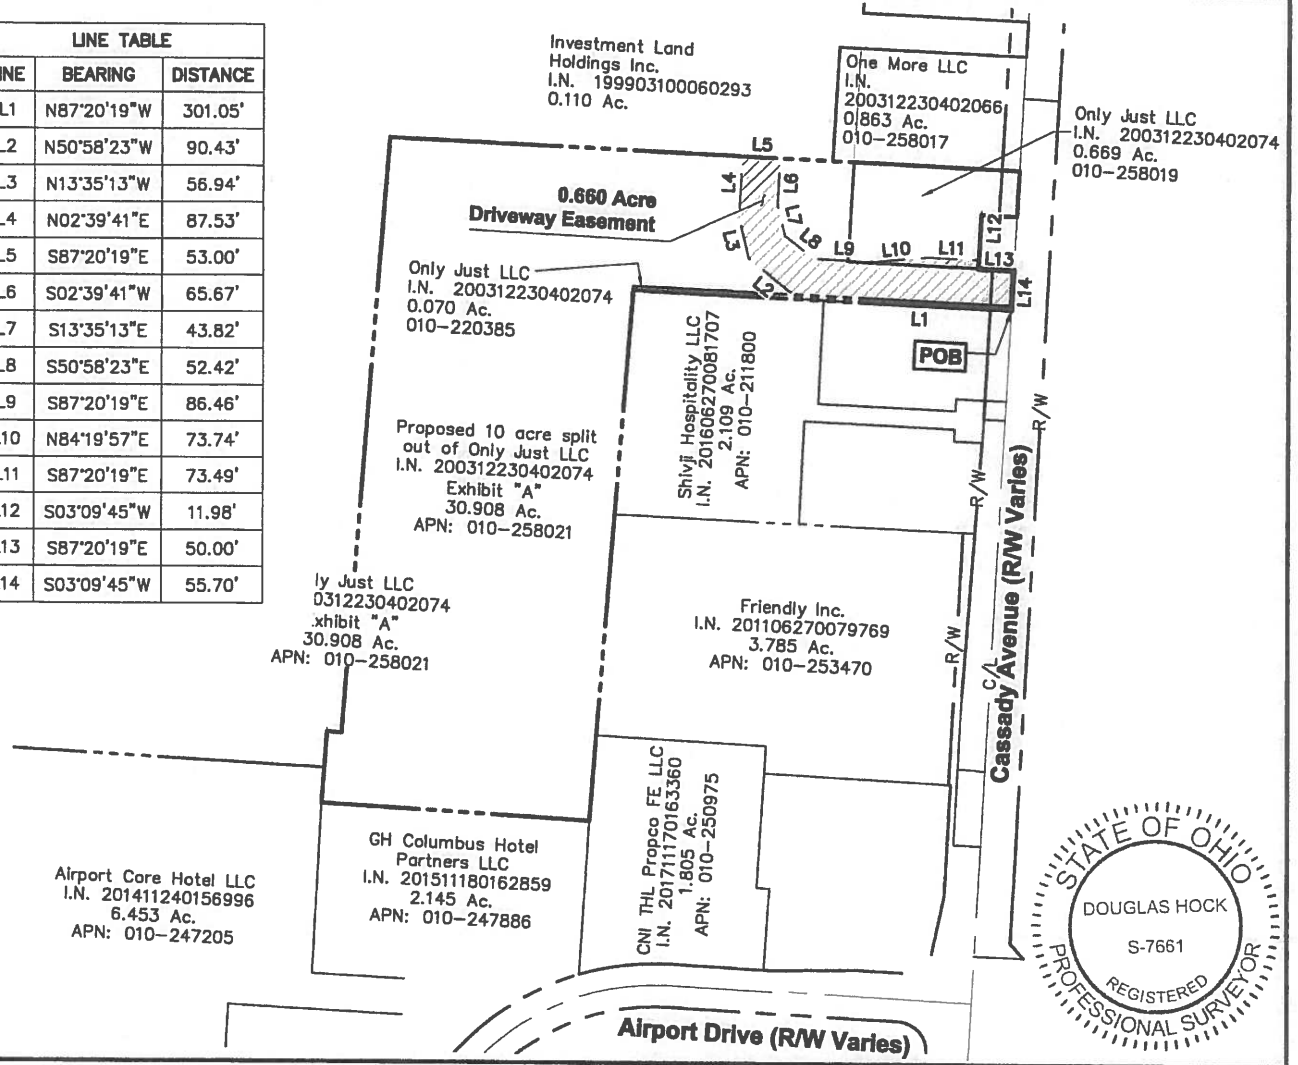 LINE TABLE
INE BEARING DISTANCE
L1 N87°20'19"W 301.05'
L2 N50°58'23"W 90.43'
L3 N13°35'13"W 56.94'
L4 N02°39'41"E 87.53'
L5 S87°20'19"E 53.00'
L6 S02°39'41"W 65.67'
L7 S13°35'13"E 43.82'
L8 S50°58'23"E 52.42'
L9 S87°20'19"E 86.46'
L10 N84°19'57"E 73.74'
L11 S87°20'19"E 73.49'
L12 S03°09'45"W 11.98'
L13 S87°20'19"E 50.00'
L14 S03°09'45"W 55.70'
Investment Land
Holdings Inc.
I.N. 199903100060293
0.110 Ac.
One More LLC
I.N.
200312230402066
0.863 Ac.
010-258017
Only Just LLC
I.N. 200312230402074
0.669 Ac.
010-258019
0.660 Acre
Driveway Easement
L5
L4
L6
L7
L3
L8
L9
L10
L11
L12
L13
L14
L2
L1
POB
Only Just LLC
I.N. 200312230402074
0.070 Ac.
010-220385
Shivji Hospitality LLC
I.N. 201606270081707
2.109 Ac.
APN: 010-211800
Proposed 10 acre split
out of Only Just LLC
I.N. 200312230402074
Exhibit "A"
30.908 Ac.
APN: 010-258021
ly Just LLC
0312230402074
xhibit "A"
30.908 Ac.
APN: 010-258021
Friendly Inc.
I.N. 201106270079769
3.785 Ac.
APN: 010-253470
R/W
R/W
R/W
C/L
Cassady Avenue (R/W Varies)
CNI THL Propco FE LLC
I.N. 201711170163360
1.805 Ac.
APN: 010-250975
GH Columbus Hotel
Partners LLC
I.N. 201511180162859
2.145 Ac.
APN: 010-247886
Airport Core Hotel LLC
I.N. 201411240156996
6.453 Ac.
APN: 010-247205
Airport Drive (R/W Varies)
STATE OF OHIO
DOUGLAS HOCK
S-7661
REGISTERED
PROFESSIONAL SURVEYOR